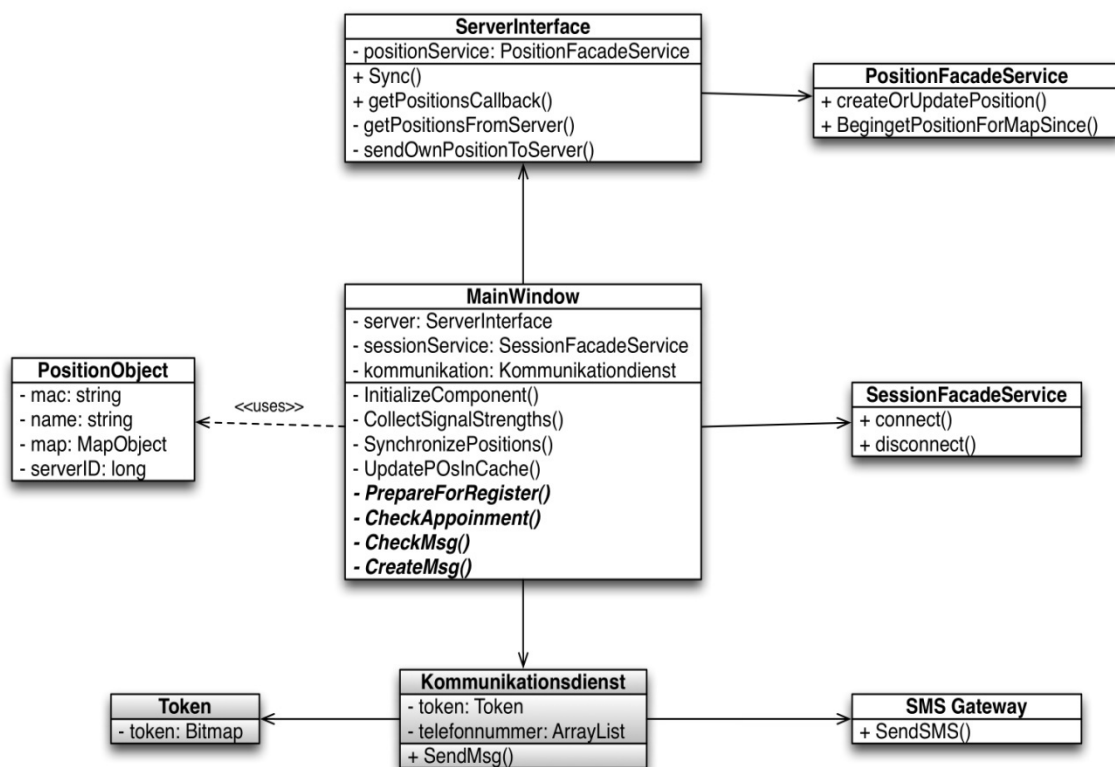 ServerInterface
- positionService: PositionFacadeService
+ Sync()
+ getPositionsCallback()
- getPositionsFromServer()
- sendOwnPositionToServer()
PositionFacadeService
+ createOrUpdatePosition()
+ BegingetPositionForMapSince()
MainWindow
- server: ServerInterface
- sessionService: SessionFacadeService
- kommunikation: Kommunikationdienst
- InitializeComponent()
- CollectSignalStrengths()
- SynchronizePositions()
- UpdatePOsInCache()
- PrepareForRegister()
- CheckAppoinment()
- CheckMsg()
- CreateMsg()
PositionObject
- mac: string
- name: string
- map: MapObject
- serverID: long
<<uses>>
SessionFacadeService
+ connect()
+ disconnect()
Token
- token: Bitmap
Kommunikationsdienst
- token: Token
- telefonnummer: ArrayList
+ SendMsg()
SMS Gateway
+ SendSMS()